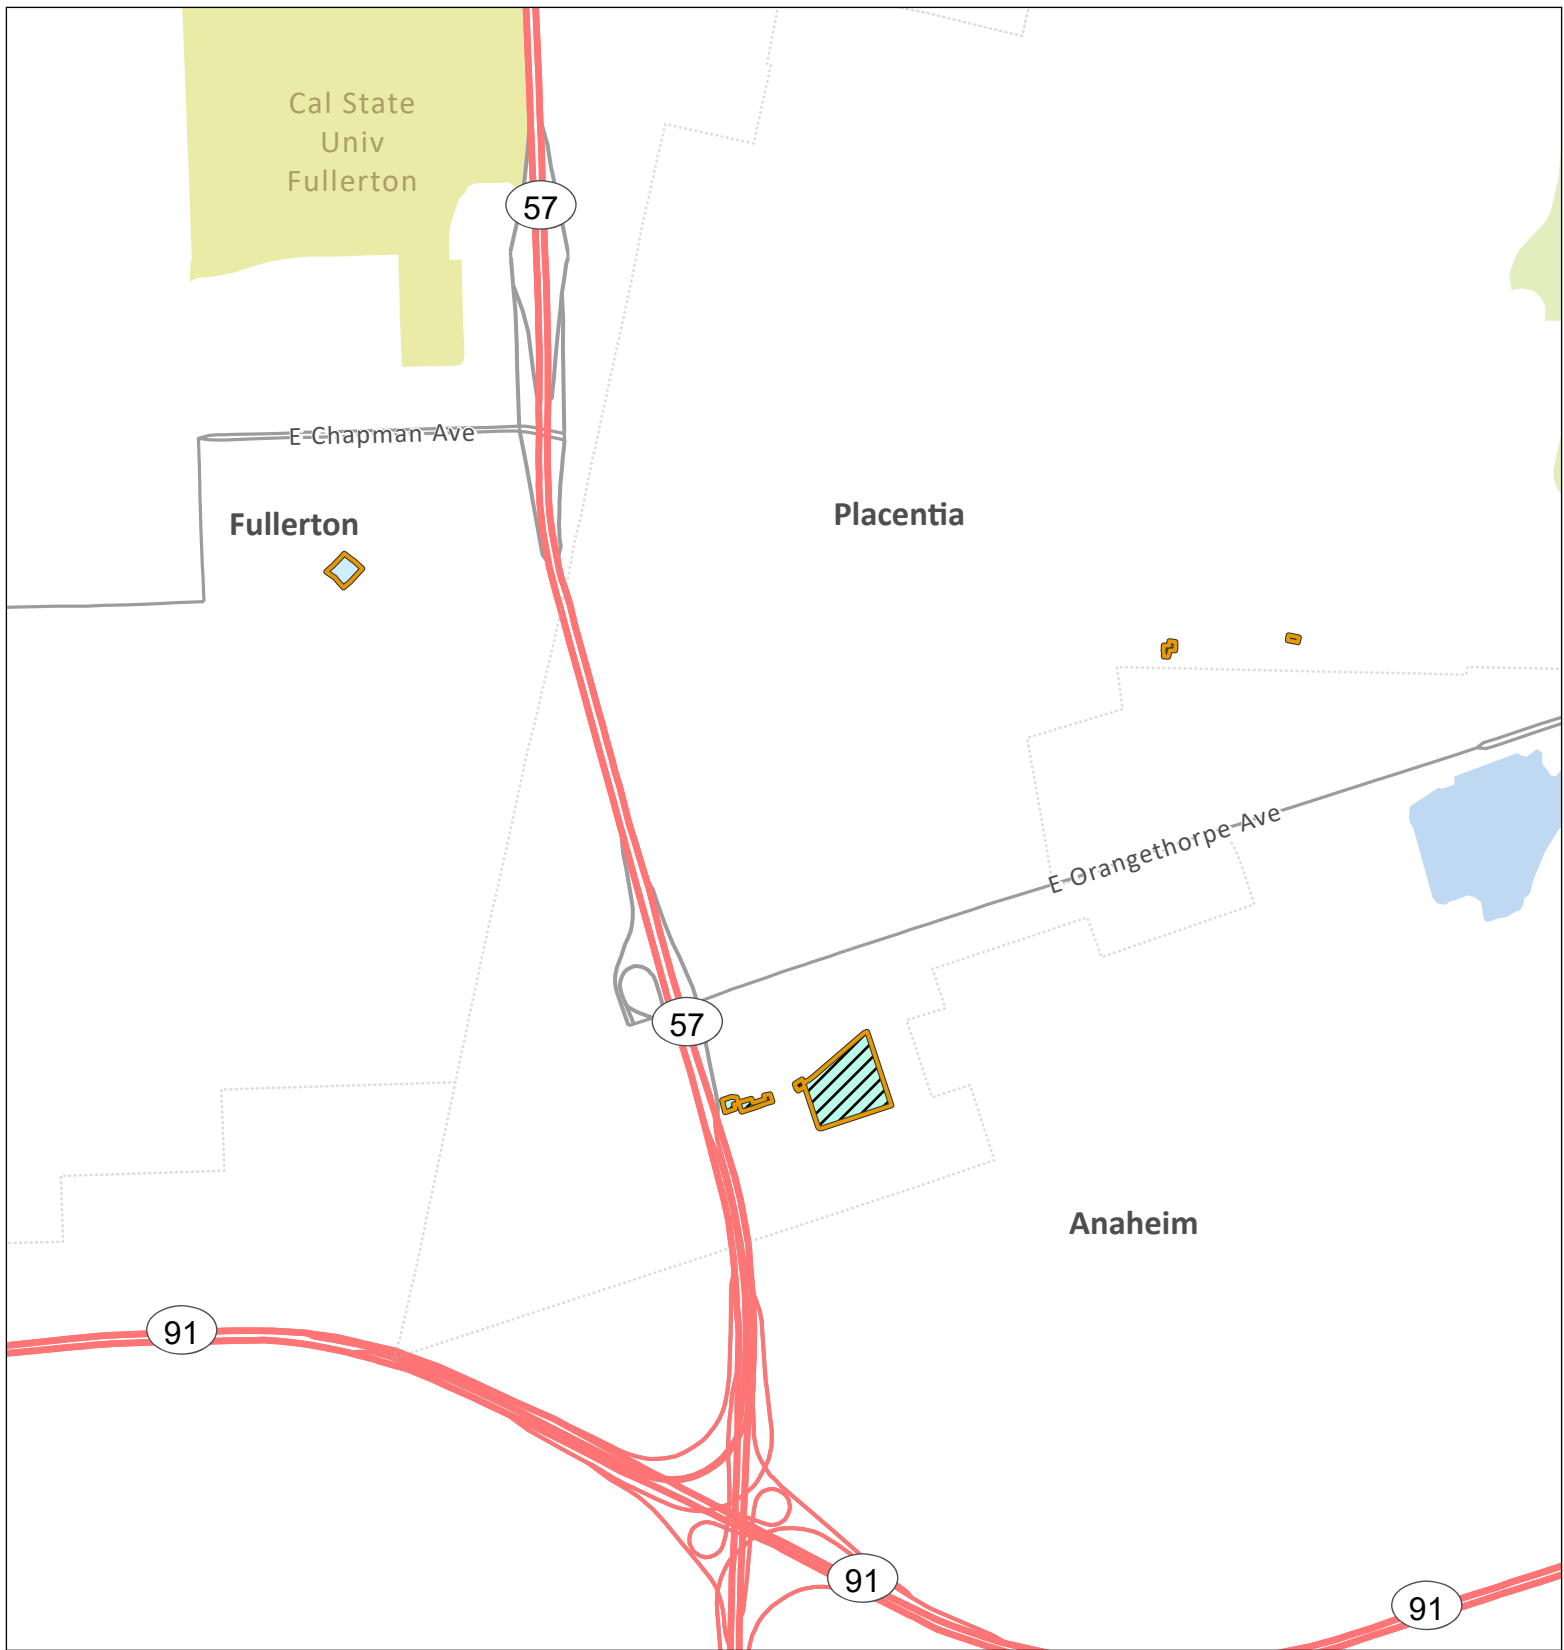 Cal State
Univ
Fullerton
57
E Chapman Ave
Fullerton
Placentia
E Orangethorpe Ave
57
Anaheim
91
91
91